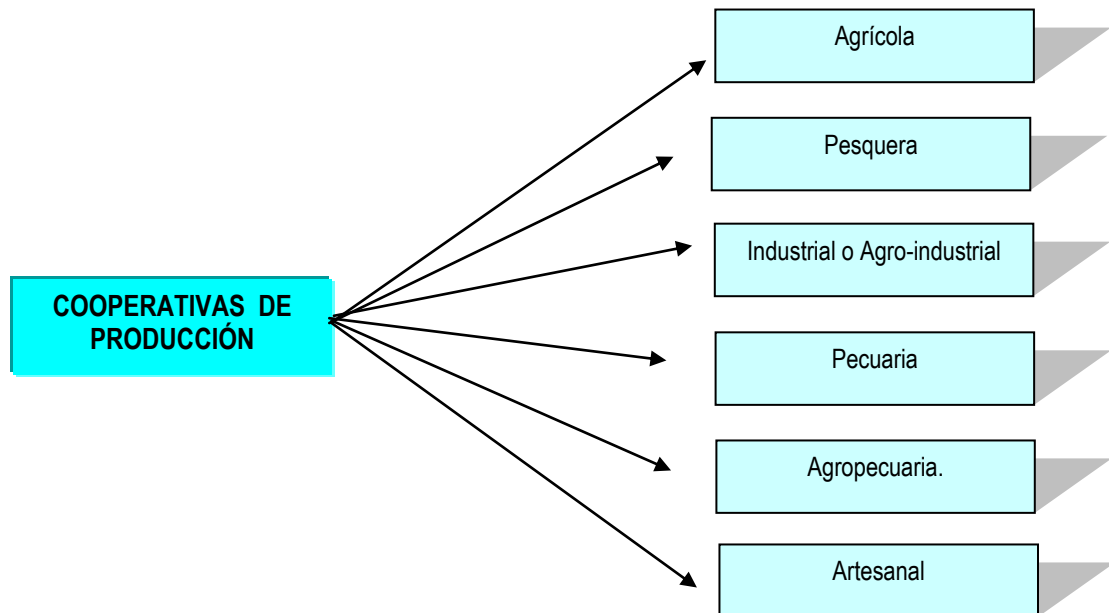 Agrícola
Pesquera
Industrial o Agro-industrial
COOPERATIVAS DE
PRODUCCIÓN
Pecuaria
Agropecuaria.
Artesanal